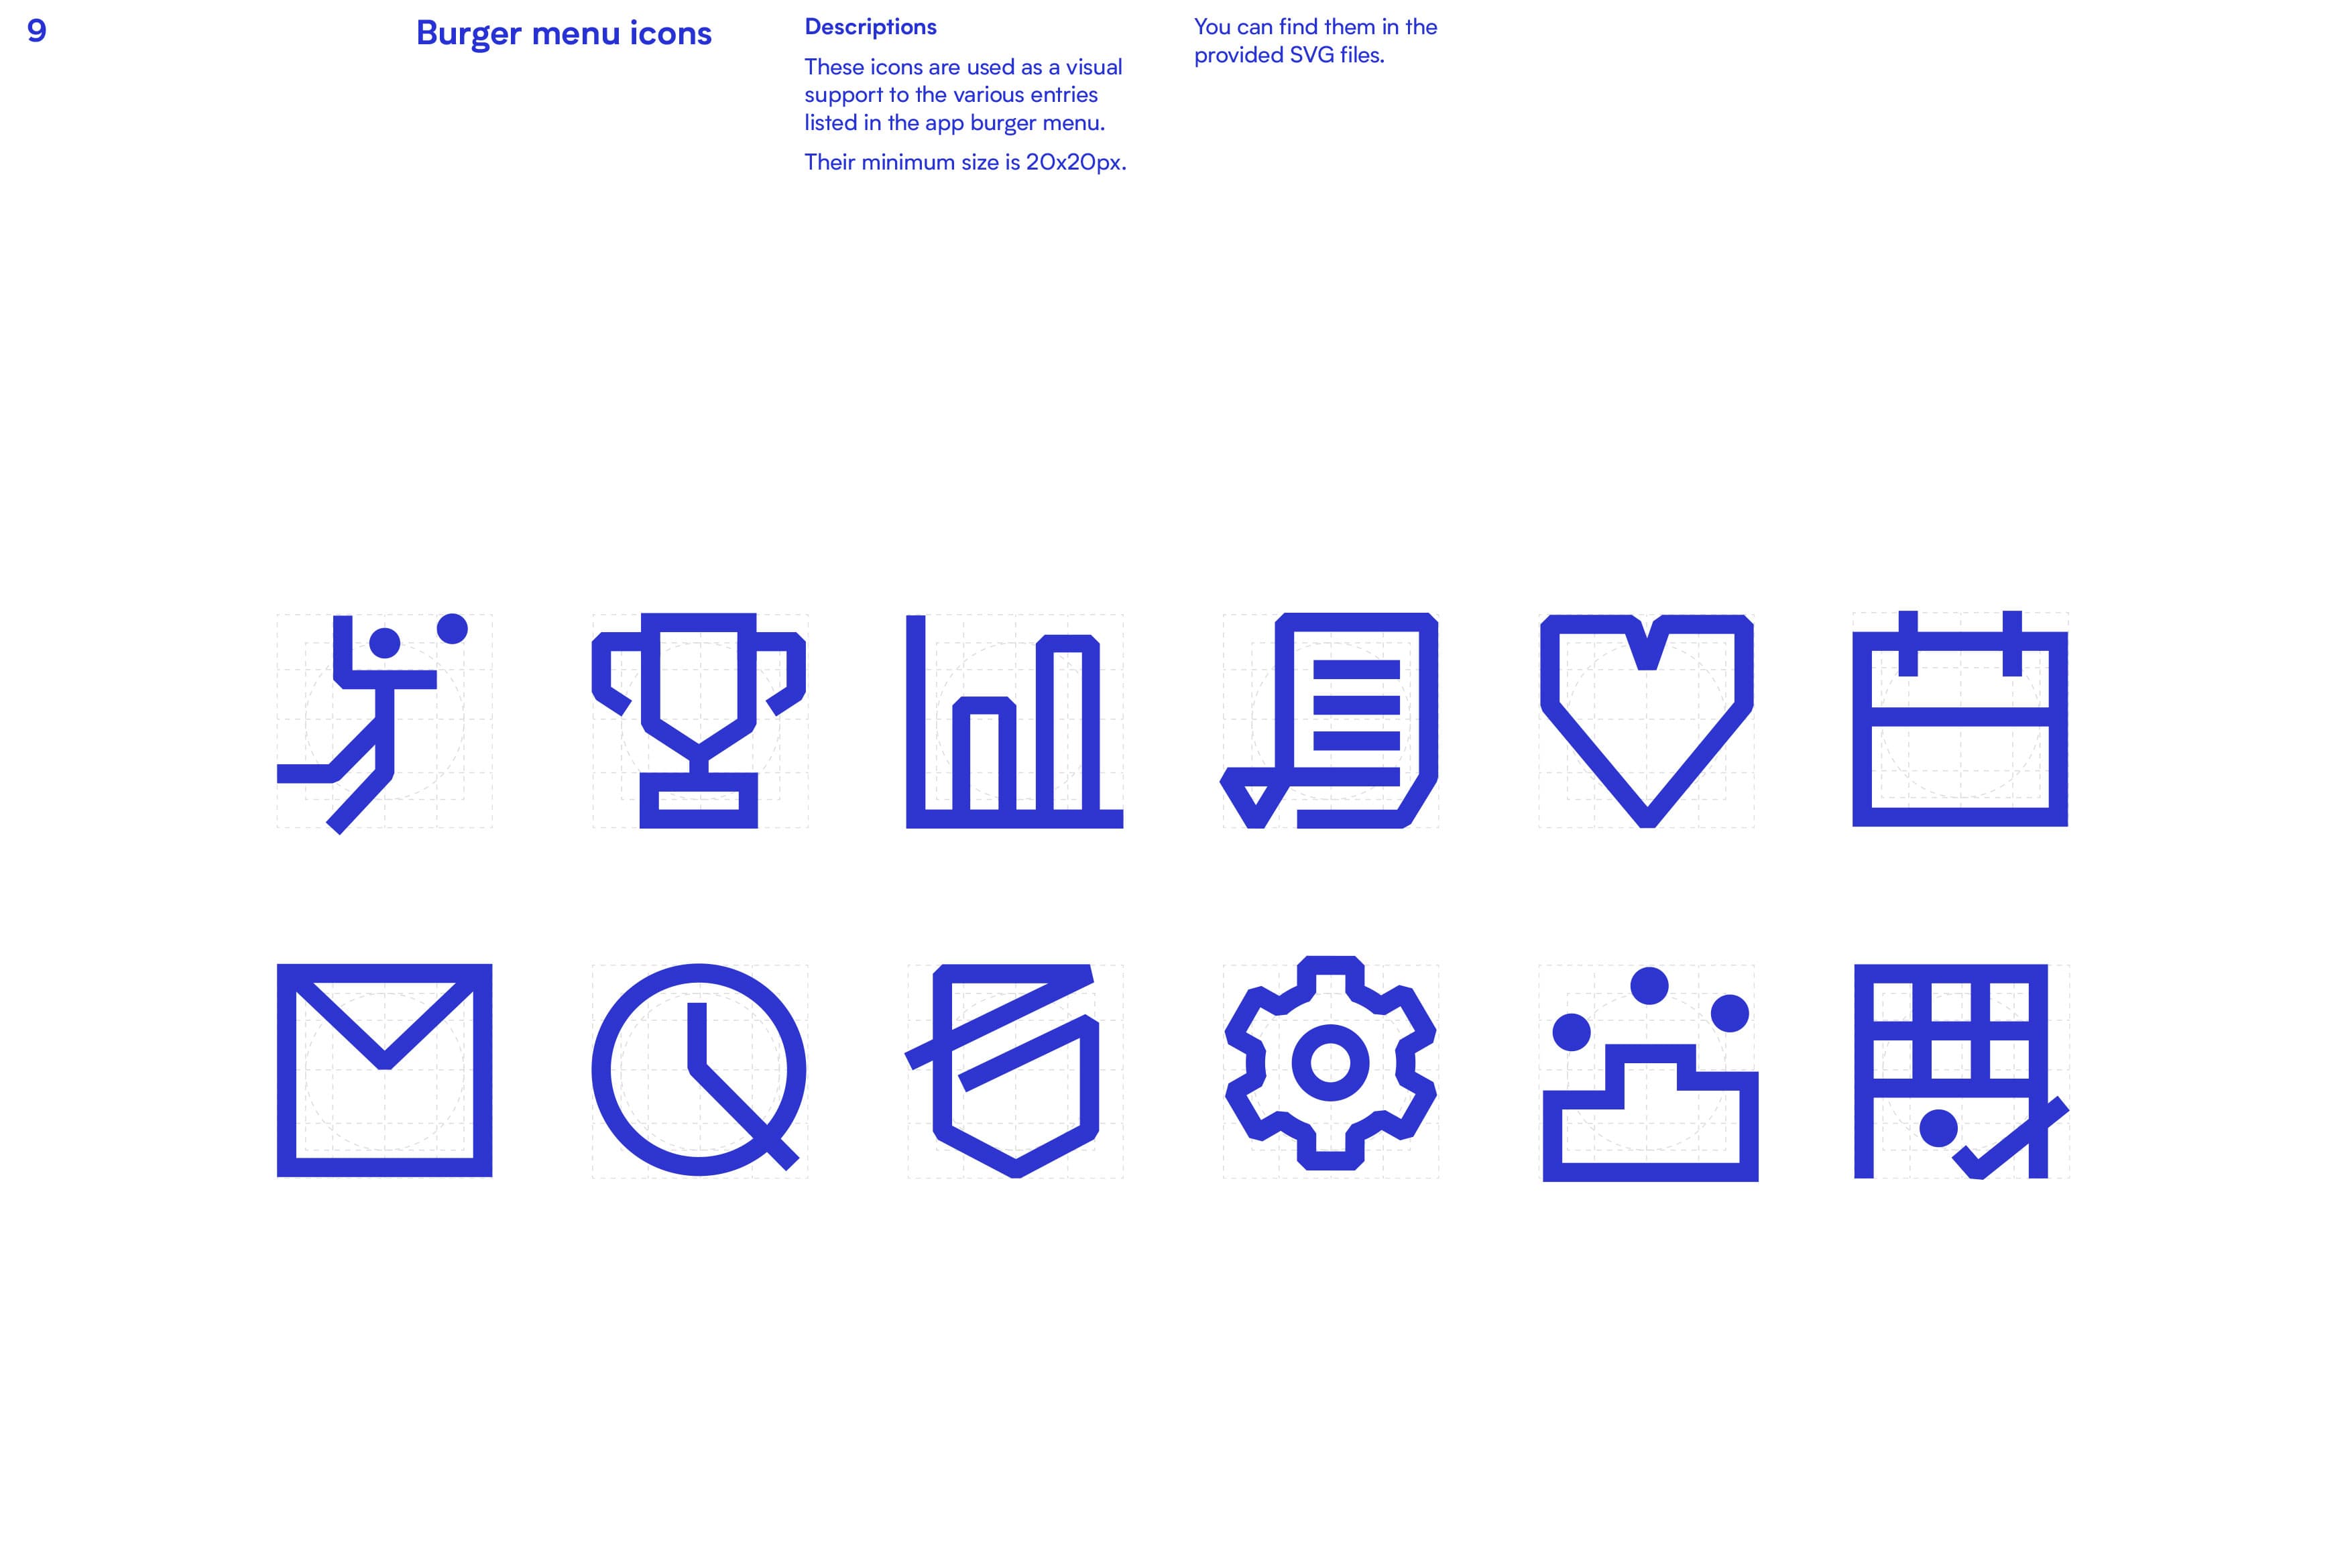 9
Burger menu icons
Descriptions
These icons are used as a visual
support to the various entries
listed in the app burger menu.
Their minimum size is 20x20px.
You can find them in the
provided SVG files.